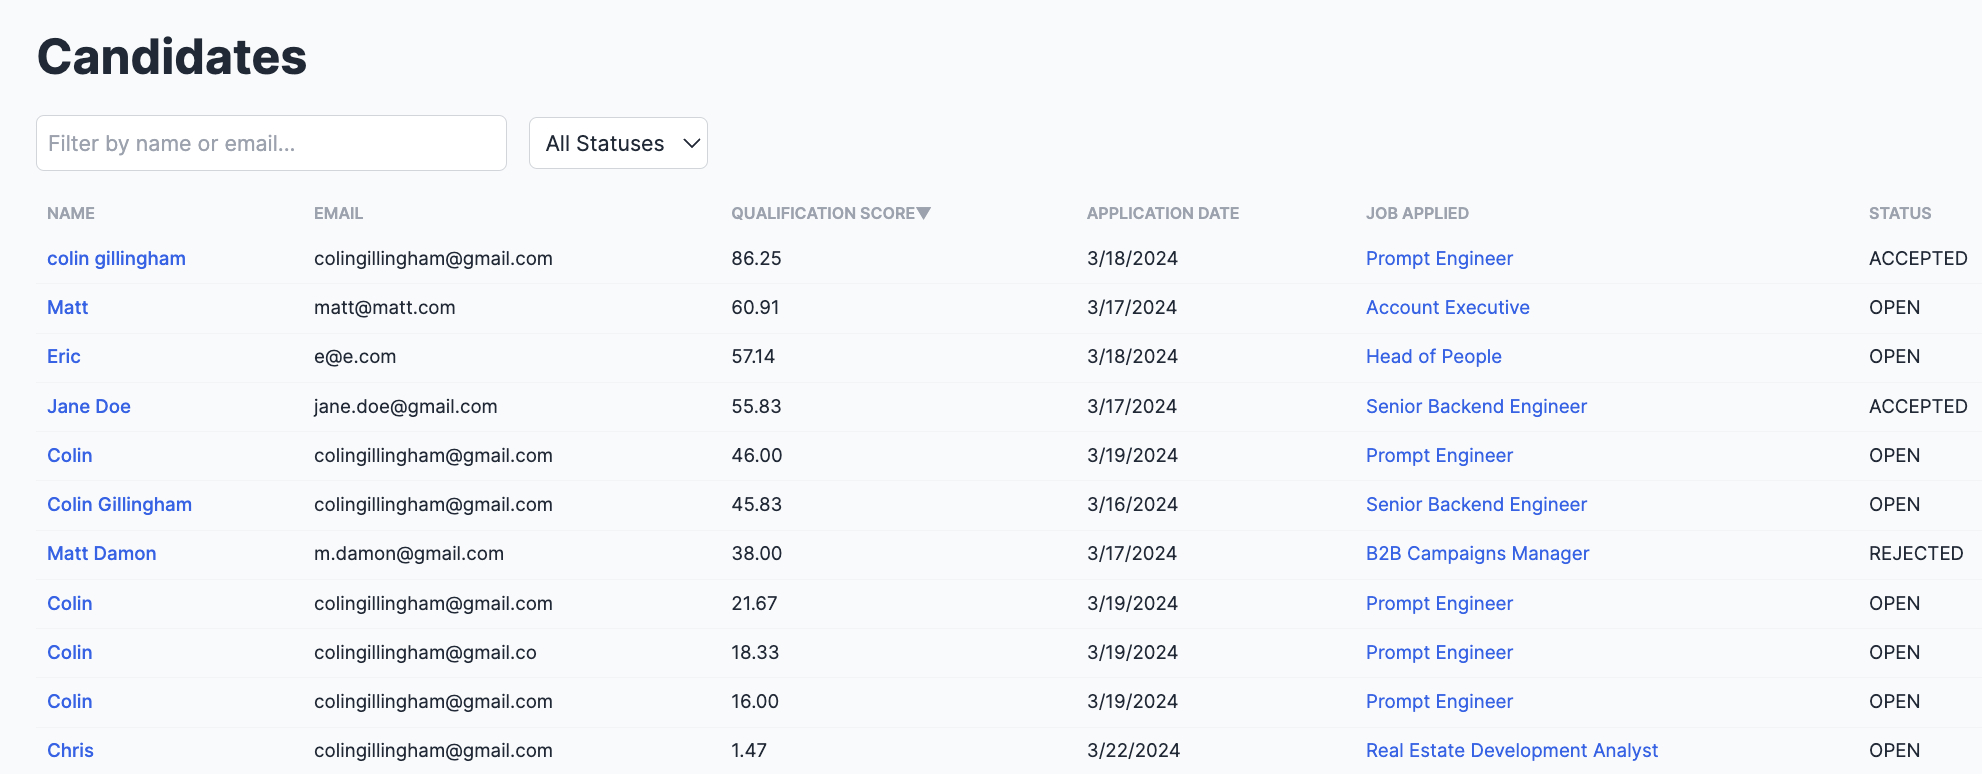 Candidates
Filter by name or email...
All Statuses
NAME EMAIL QUALIFICATION SCORE▼ APPLICATION DATE JOB APPLIED STATUS
colin gillingham colingillingham@gmail.com 86.25 3/18/2024 Prompt Engineer ACCEPTED
Matt matt@matt.com 60.91 3/17/2024 Account Executive OPEN
Eric e@e.com 57.14 3/18/2024 Head of People OPEN
Jane Doe jane.doe@gmail.com 55.83 3/17/2024 Senior Backend Engineer ACCEPTED
Colin colingillingham@gmail.com 46.00 3/19/2024 Prompt Engineer OPEN
Colin Gillingham colingillingham@gmail.com 45.83 3/16/2024 Senior Backend Engineer OPEN
Matt Damon m.damon@gmail.com 38.00 3/17/2024 B2B Campaigns Manager REJECTED
Colin colingillingham@gmail.com 21.67 3/19/2024 Prompt Engineer OPEN
Colin colingillingham@gmail.co 18.33 3/19/2024 Prompt Engineer OPEN
Colin colingillingham@gmail.com 16.00 3/19/2024 Prompt Engineer OPEN
Chris colingillingham@gmail.com 1.47 3/22/2024 Real Estate Development Analyst OPEN